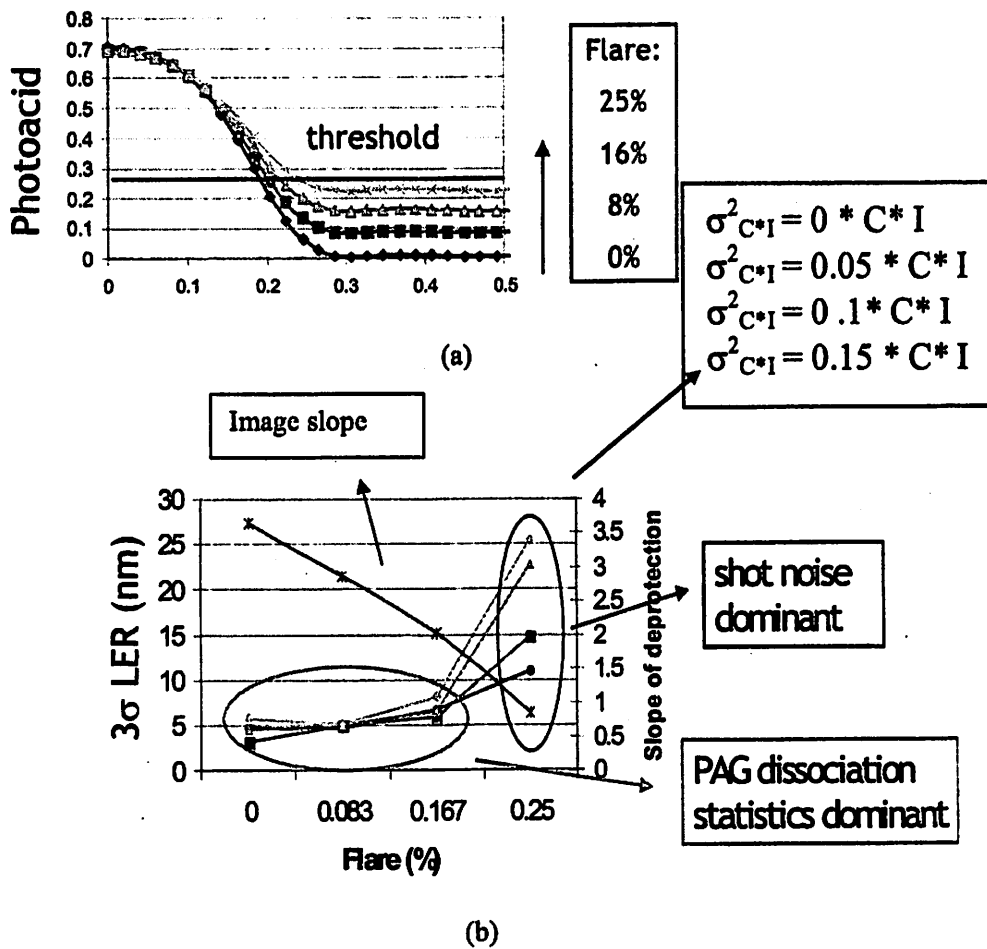 Photoacid
0.8
0.7
0.6
0.5
0.4
0.3
0.2
0.1
0
threshold
0 0.1 0.2 0.3 0.4 0.5
Flare:
25%
16%
8%
0%
(a)
σ²C*I = 0 * C* I
σ²C*I = 0.05 * C* I
σ²C*I = 0 .1* C* I
σ²C*I = 0.15 * C* I
Image slope
3σ LER (nm)
30
25
20
15
10
5
0
4
3.5
3
2.5
2
1.5
1
0.5
0
Slope of deprotection
0 0.083 0.167 0.25
Flare (%)
shot noise
dominant
PAG dissociation
statistics dominant
(b)